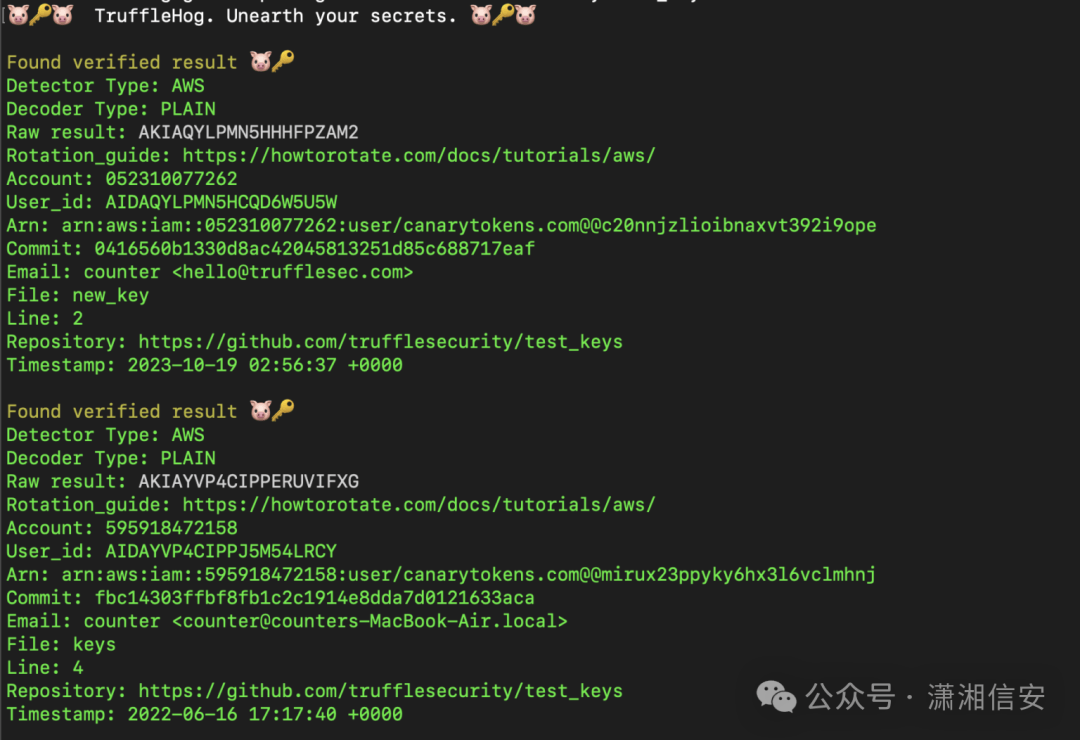 🐷🔑🐷 TruffleHog. Unearth your secrets. 🐷🔑🐷
Found verified result 🐷🔑
Detector Type: AWS
Decoder Type: PLAIN
Raw result: AKIAQYLPMN5HHHFPZAM2
Rotation_guide: https://howtorotate.com/docs/tutorials/aws/
Account: 052310077262
User_id: AIDAQYLPMN5HCQD6W5U5W
Arn: arn:aws:iam::052310077262:user/canarytokens.com@@c20nnjzlioibnaxvt392i9ope
Commit: 0416560b1330d8ac42045813251d85c688717eaf
Email: counter <hello@trufflesec.com>
File: new_key
Line: 2
Repository: https://github.com/trufflesecurity/test_keys
Timestamp: 2023-10-19 02:56:37 +0000
Found verified result 🐷🔑
Detector Type: AWS
Decoder Type: PLAIN
Raw result: AKIAYVP4CIPPERUVIFXG
Rotation_guide: https://howtorotate.com/docs/tutorials/aws/
Account: 595918472158
User_id: AIDAYVP4CIPPJ5M54LRCY
Arn: arn:aws:iam::595918472158:user/canarytokens.com@@mirux23ppyky6hx3l6vclmhnj
Commit: fbc14303ffbf8fb1c2c1914e8dda7d0121633aca
Email: counter <counter@counters-MacBook-Air.local>
File: keys
Line: 4
Repository: https://github.com/trufflesecurity/test_keys
Timestamp: 2022-06-16 17:17:40 +0000
公众号 · 潇湘信安